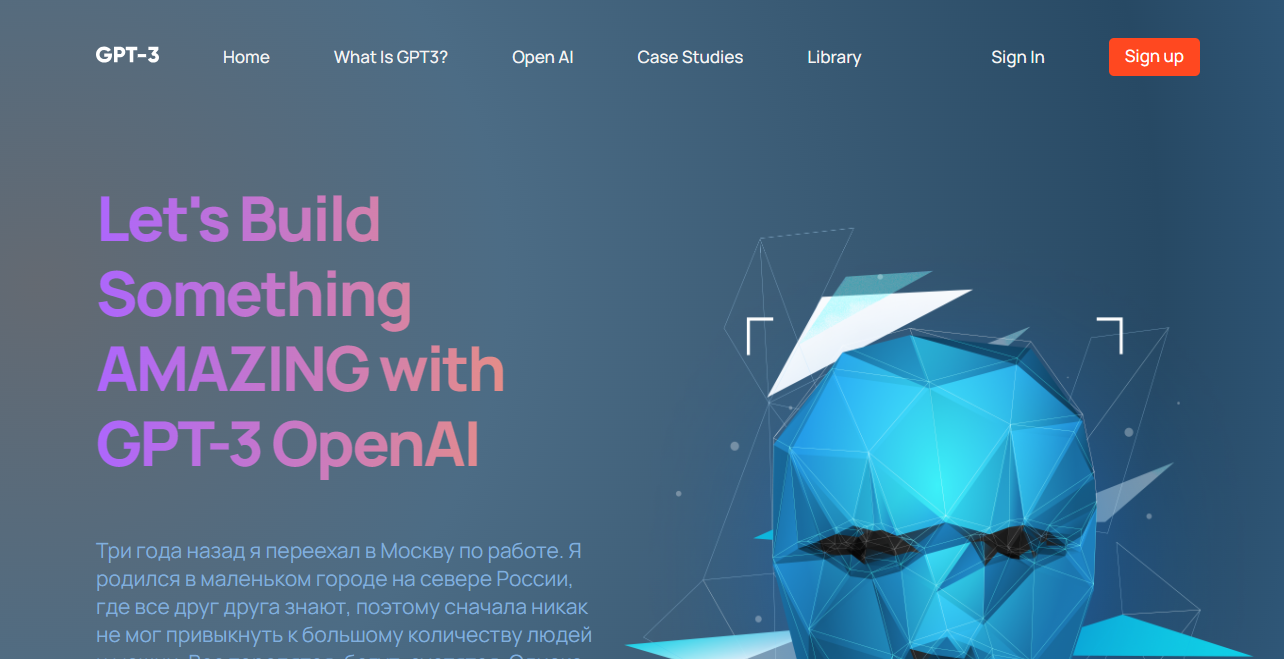 GPT-3 Home What Is GPT3? Open AI Case Studies Library Sign In Sign up
Let's Build
Something
AMAZING with
GPT-3 OpenAI
Три года назад я переехал в Москву по работе. Я
родился в маленьком городе на севере России,
где все друг друга знают, поэтому сначала никак
не мог привыкнуть к большому количеству людей